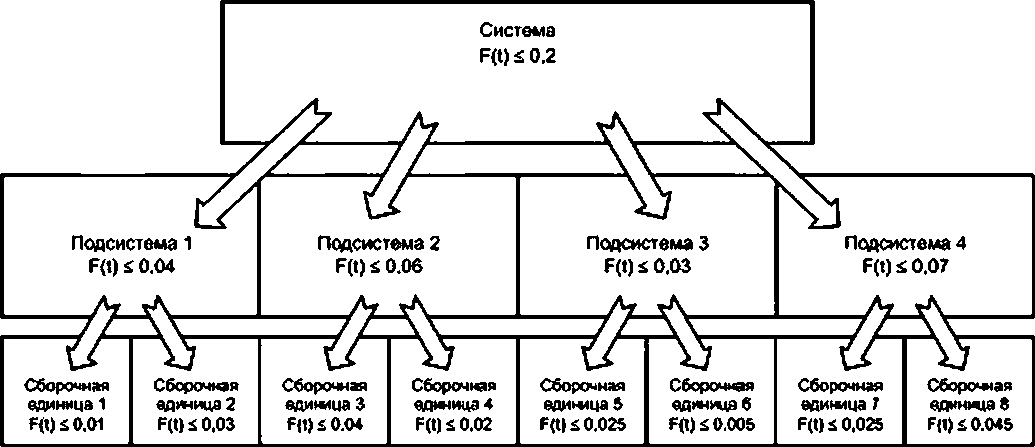 Система
F(t) ≤ 0,2
Подсистема 1
F(t) ≤ 0,04
Подсистема 2
F(t) ≤ 0,06
Подсистема 3
F(t) ≤ 0,03
Подсистема 4
F(t) ≤ 0,07
Сборочная
единица 1
F(t) ≤ 0,01
Сборочная
единица 2
F(t) ≤ 0,03
Сборочная
единица 3
F(t) ≤ 0,04
Сборочная
единица 4
F(t) ≤ 0,02
Сборочная
единица 5
F(t) ≤ 0,025
Сборочная
единица 6
F(t) ≤ 0,005
Сборочная
единица 7
F(t) ≤ 0,025
Сборочная
единица 8
F(t) ≤ 0,045